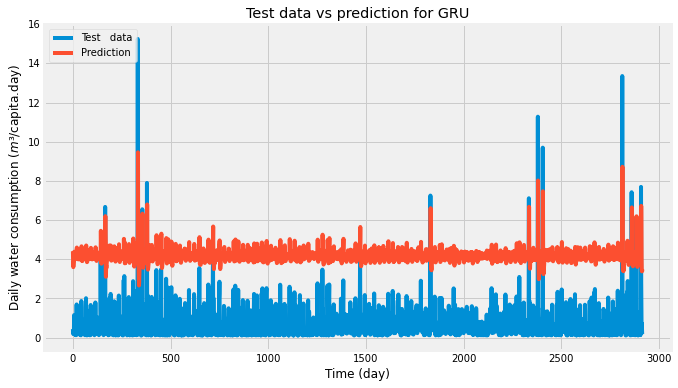 Test data vs prediction for GRU
Test data
Prediction
Daily water consumption (m³/capita.day)
16
14
12
10
8
6
4
2
0
0 500 1000 1500 2000 2500 3000
Time (day)